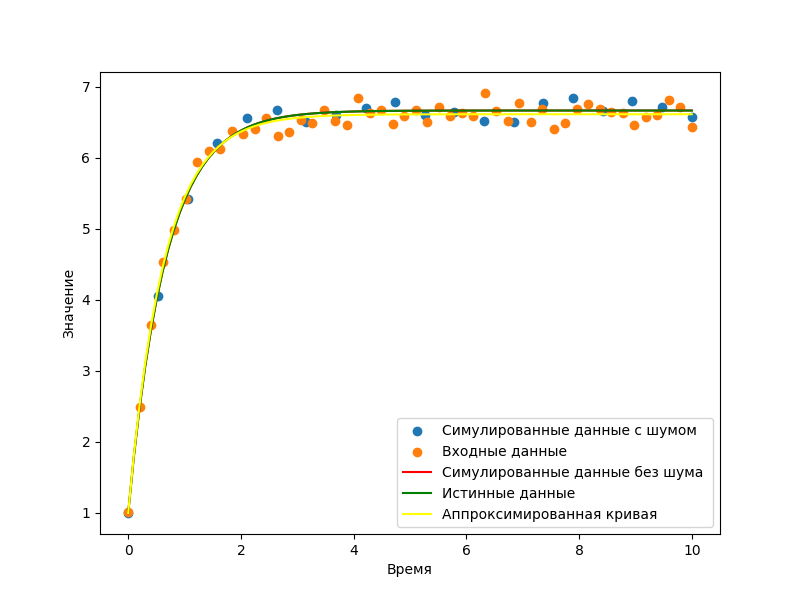 7
6
5
4
3
2
1
Значение
0
2
4
6
8
10
Время
Симулированные данные с шумом
Входные данные
Симулированные данные без шума
Истинные данные
Аппроксимированная кривая